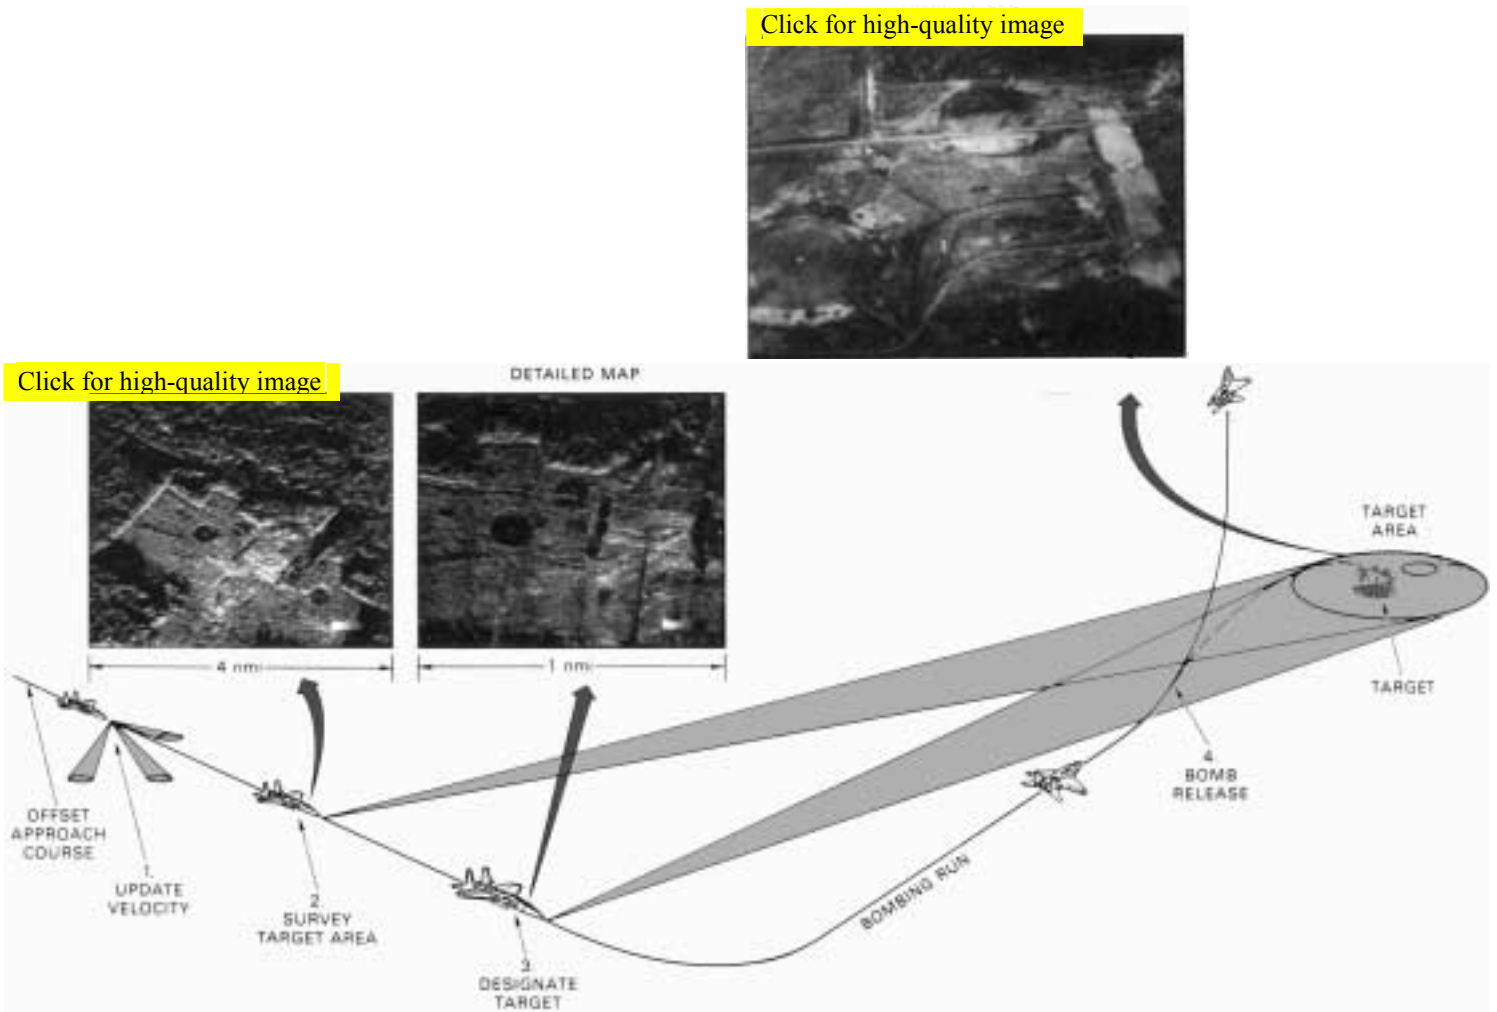 Click for high-quality image
Click for high-quality image
DETAILED MAP
4 nmi
1 nmi
TARGET
AREA
TARGET
4.
BOMB
RELEASE
OFFSET
APPROACH
COURSE
1.
UPDATE
VELOCITY
2.
SURVEY
TARGET AREA
3.
DESIGNATE
TARGET
BOMBING RUN